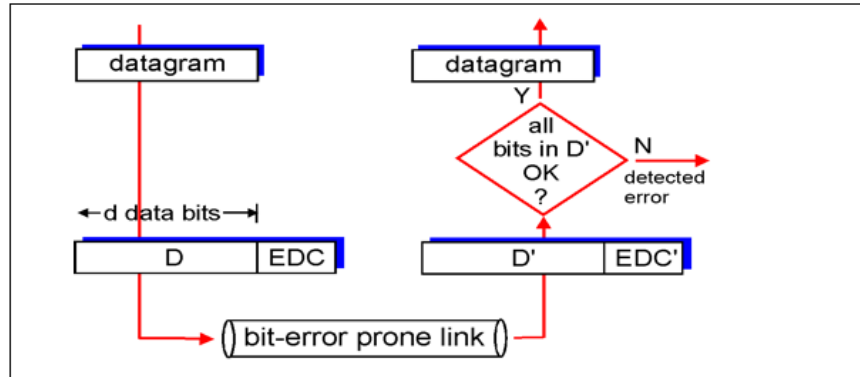 datagram
datagram
Y
all
bits in D'
OK
?
N
detected
error
d data bits
D
EDC
D'
EDC'
bit-error prone link